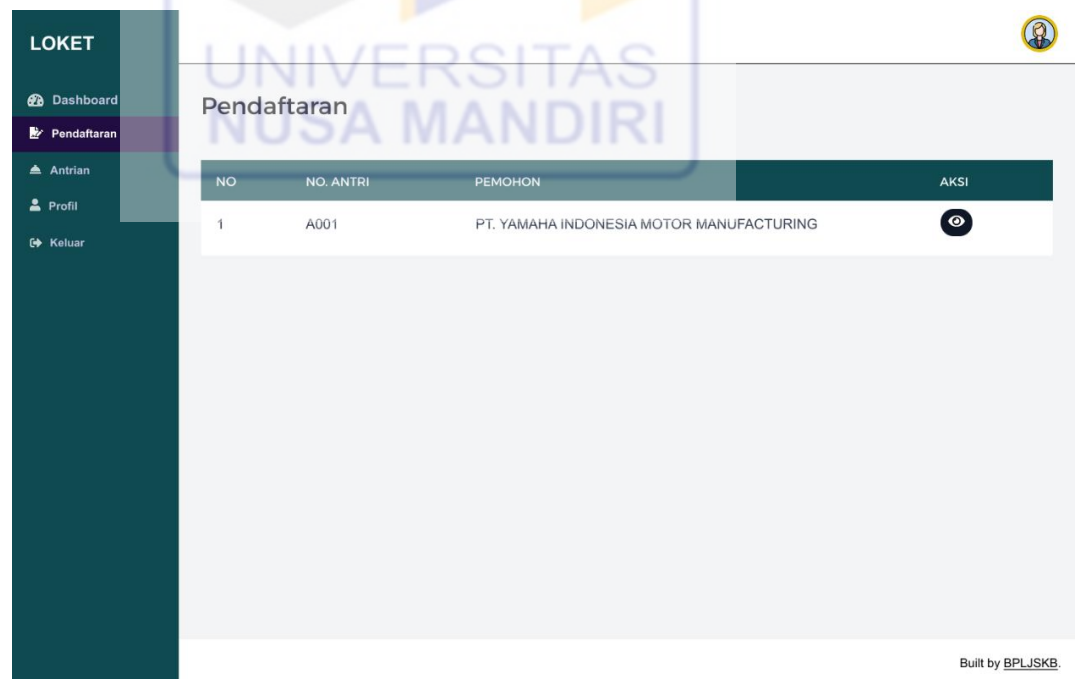 LOKET
UNIVERSITAS
NUSA MANDIRI
Dashboard
Pendaftaran
Antrian
Profil
Keluar
Pendaftaran
NO NO. ANTRI PEMOHON AKSI
1 A001 PT. YAMAHA INDONESIA MOTOR MANUFACTURING
Built by BPLJSKB.